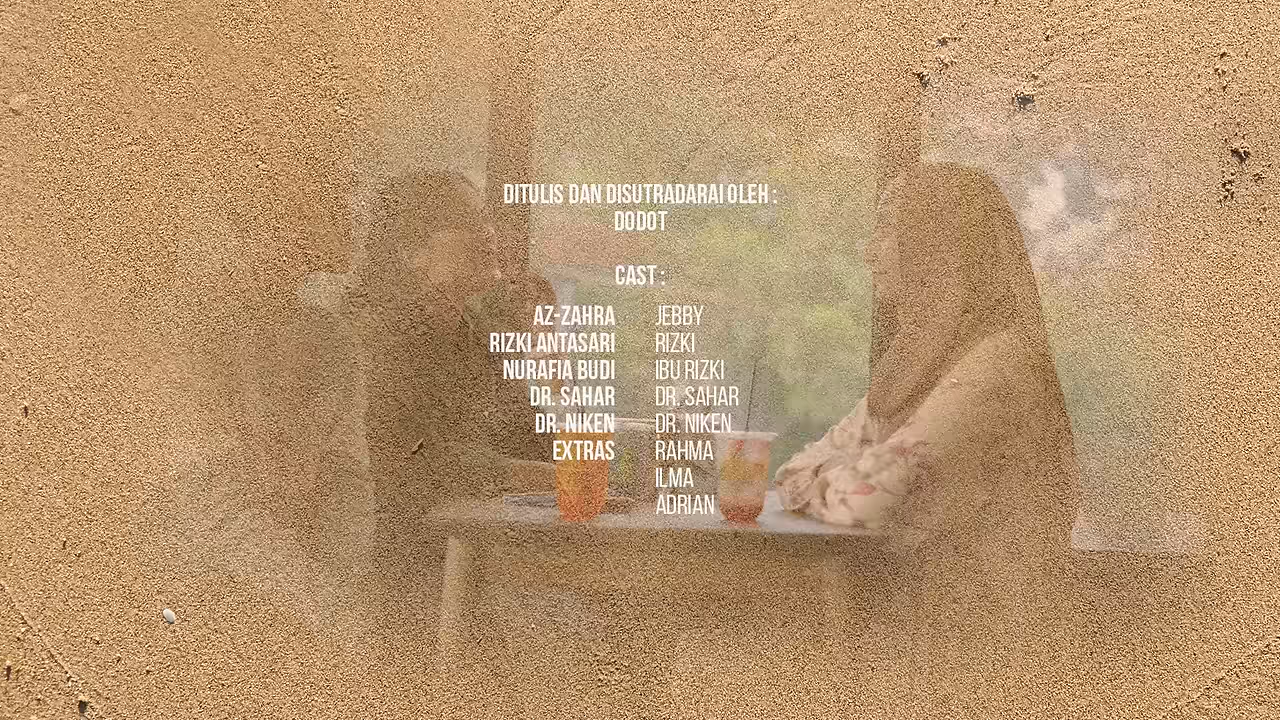 DITULIS DAN DISUTRADARAI OLEH :
DODOT
CAST :
AZ-ZAHRA JEBBY
RIZKI ANTASARI RIZKI
NURAFIA BUDI IBU RIZKI
DR. SAHAR DR. SAHAR
DR. NIKEN DR. NIKEN
EXTRAS RAHMA
ILMA
ADRIAN